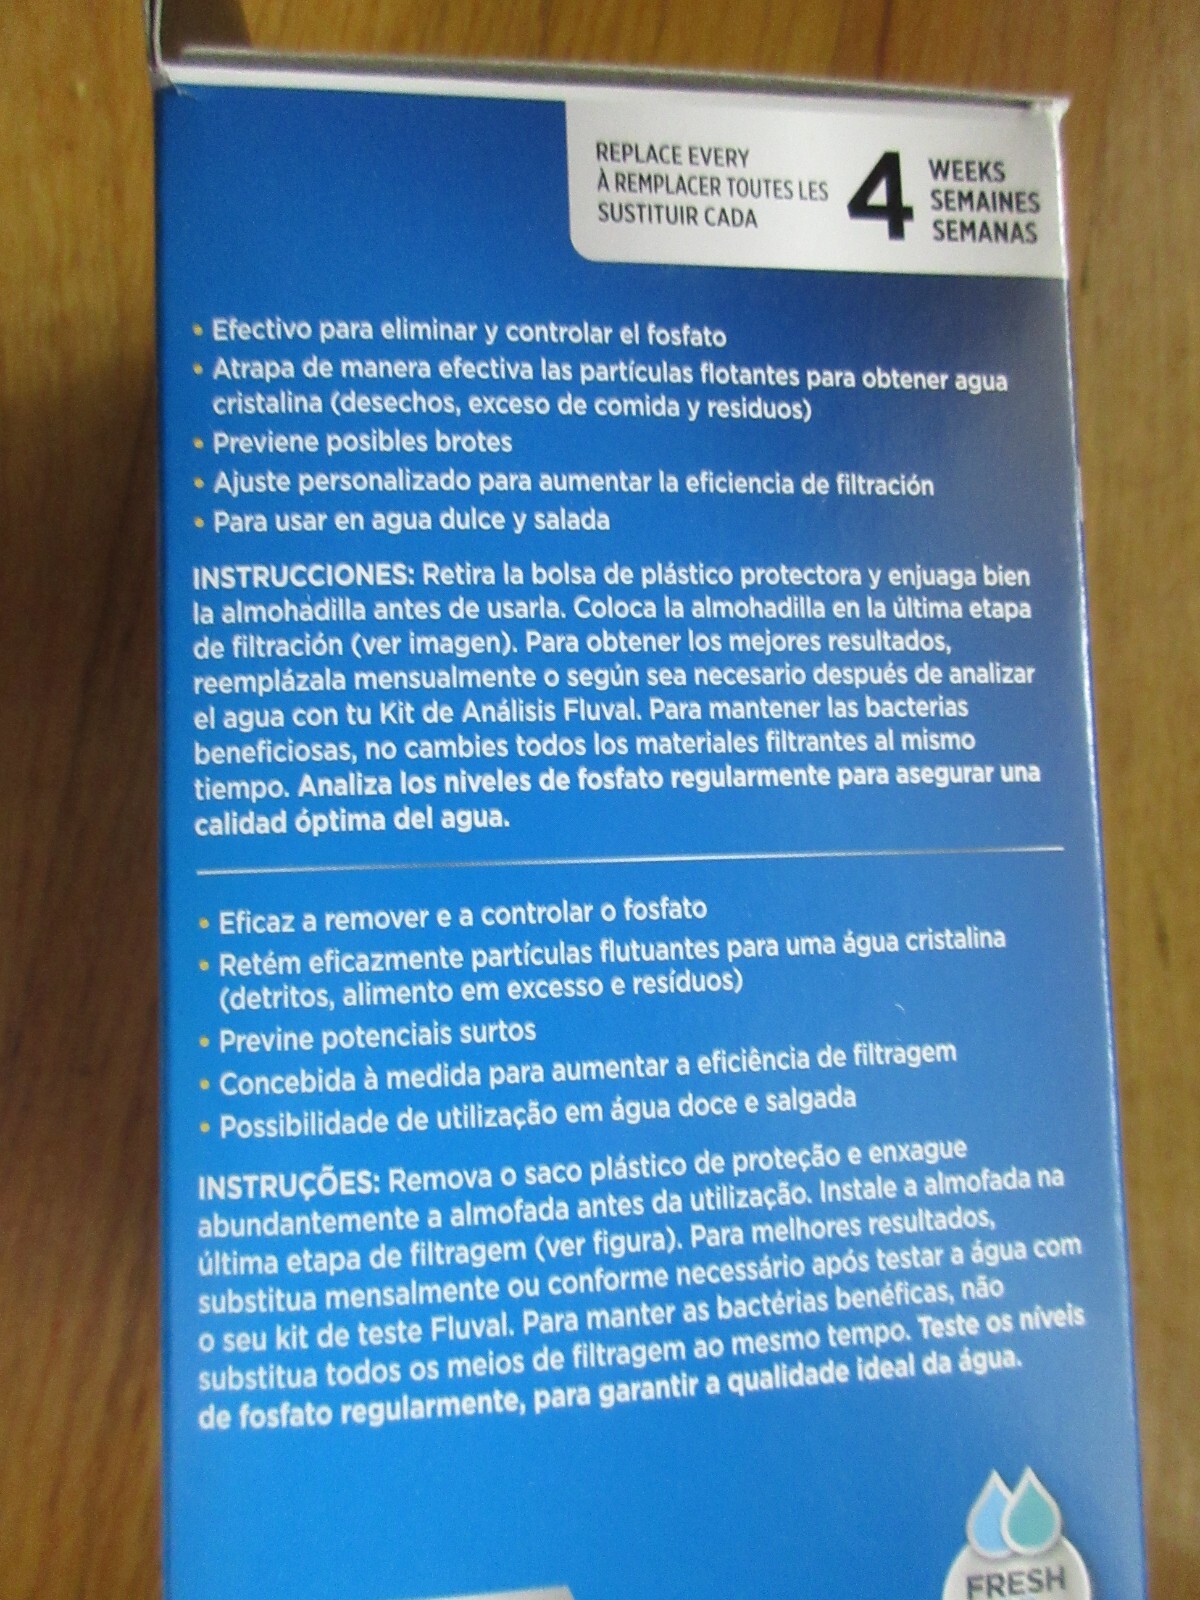 REPLACE EVERY
À REMPLACER TOUTES LES
SUSTITUIR CADA
4
WEEKS
SEMAINES
SEMANAS
• Efectivo para eliminar y controlar el fosfato
• Atrapa de manera efectiva las partículas flotantes para obtener agua
cristalina (desechos, exceso de comida y residuos)
• Previene posibles brotes
• Ajuste personalizado para aumentar la eficiencia de filtración
• Para usar en agua dulce y salada
INSTRUCCIONES: Retira la bolsa de plástico protectora y enjuaga bien
la almohadilla antes de usarla. Coloca la almohadilla en la última etapa
de filtración (ver imagen). Para obtener los mejores resultados,
reemplázala mensualmente o según sea necesario después de analizar
el agua con tu Kit de Análisis Fluval. Para mantener las bacterias
beneficiosas, no cambies todos los materiales filtrantes al mismo
tiempo. Analiza los niveles de fosfato regularmente para asegurar una
calidad óptima del agua.
• Eficaz a remover e a controlar o fosfato
• Retém eficazmente partículas flutuantes para uma água cristalina
(detritos, alimento em excesso e resíduos)
• Previne potenciais surtos
• Concebida à medida para aumentar a eficiência de filtragem
• Possibilidade de utilização em água doce e salgada
INSTRUÇÕES: Remova o saco plástico de proteção e enxague
abundantemente a almofada antes da utilização. Instale a almofada na
última etapa de filtragem (ver figura). Para melhores resultados,
substitua mensalmente ou conforme necessário após testar a água com
o seu kit de teste Fluval. Para manter as bactérias benéficas, não
substitua todos os meios de filtragem ao mesmo tempo. Teste os níveis
de fosfato regularmente, para garantir a qualidade ideal da água.
FRESH